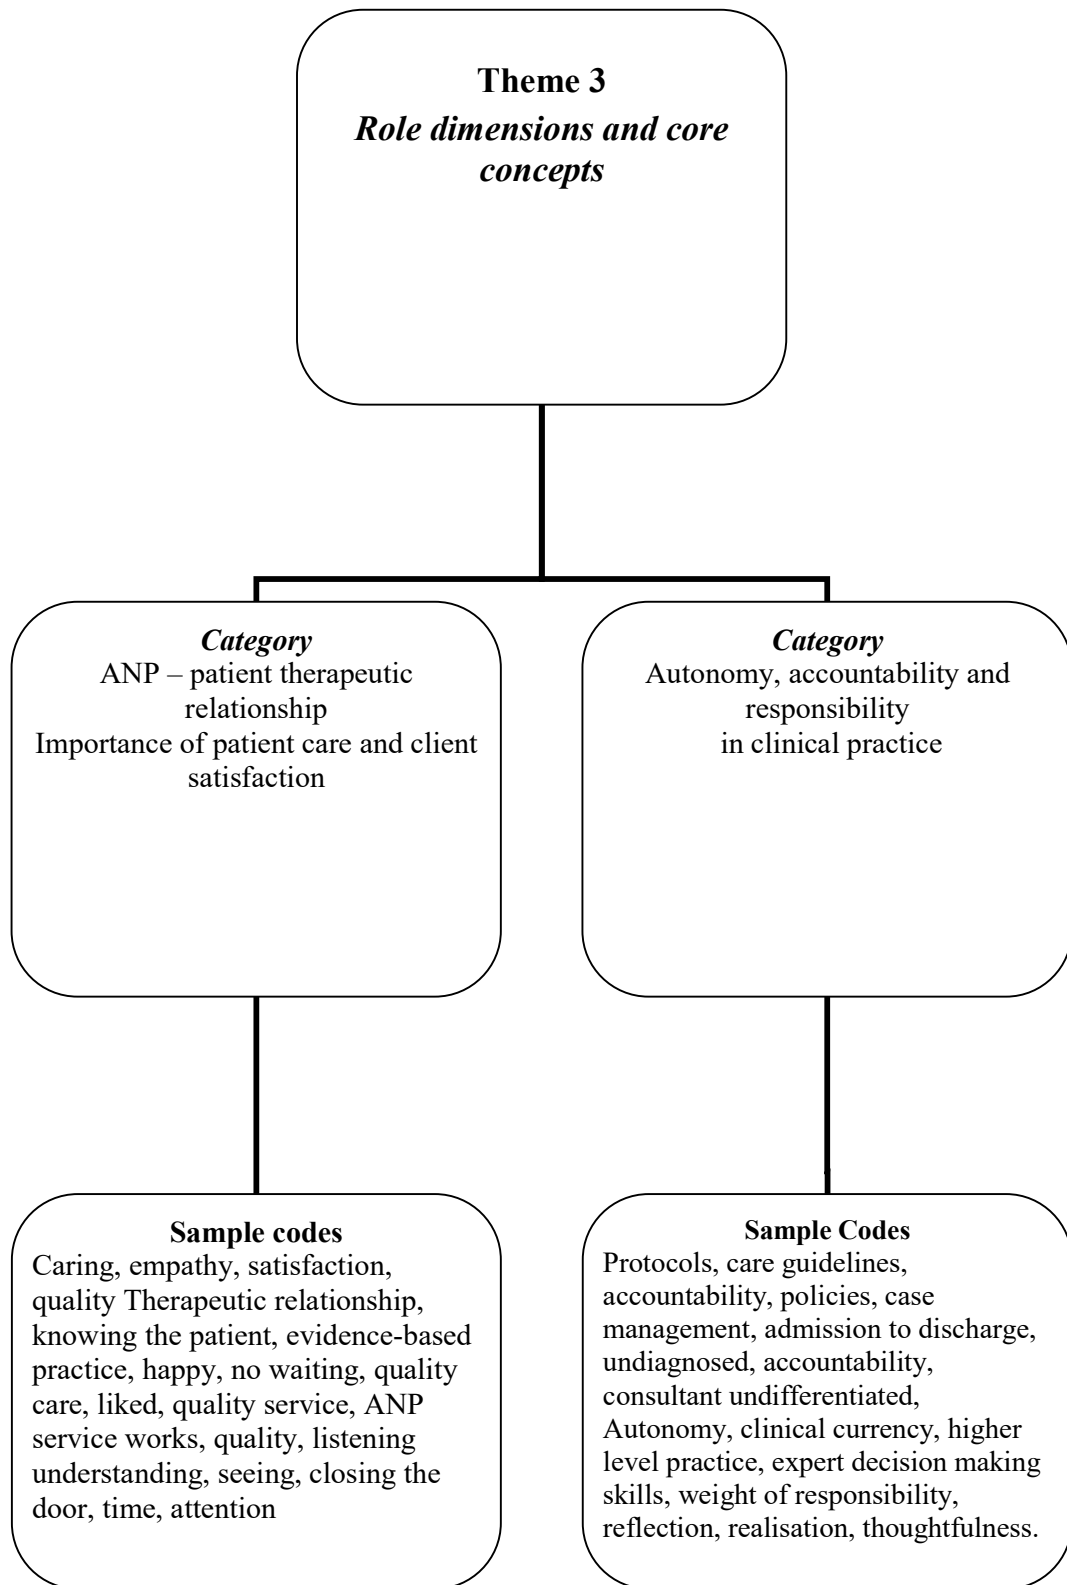 Theme 3
Role dimensions and core
concepts
Category
ANP – patient therapeutic
relationship
Importance of patient care and client
satisfaction
Category
Autonomy, accountability and
responsibility
in clinical practice
Sample codes
Caring, empathy, satisfaction,
quality Therapeutic relationship,
knowing the patient, evidence-based
practice, happy, no waiting, quality
care, liked, quality service, ANP
service works, quality, listening
understanding, seeing, closing the
door, time, attention
Sample Codes
Protocols, care guidelines,
accountability, policies, case
management, admission to discharge,
undiagnosed, accountability,
consultant undifferentiated,
Autonomy, clinical currency, higher
level practice, expert decision making
skills, weight of responsibility,
reflection, realisation, thoughtfulness.